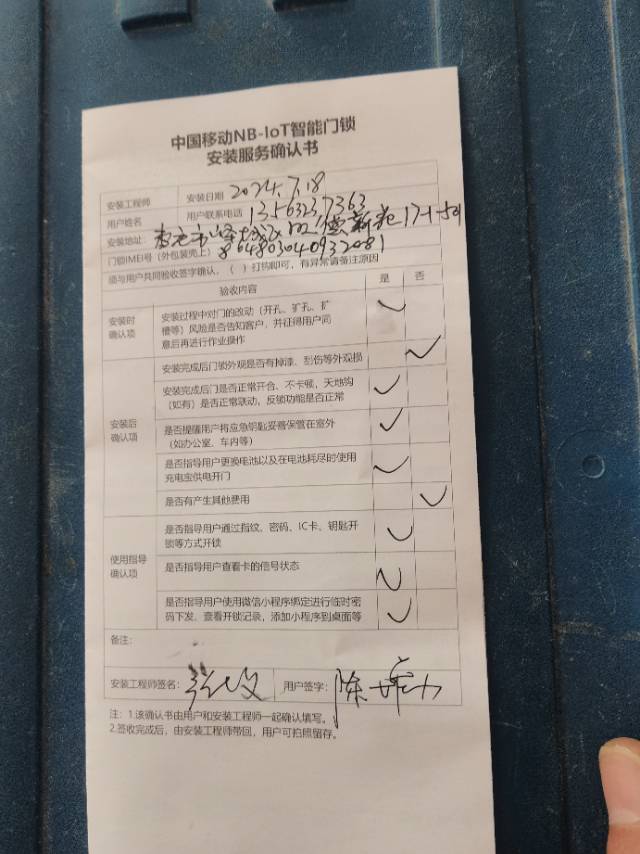 中国移动NB-IoT智能门锁
安装服务确认书
安装工程师 安装日期 2024.7.18
用户姓名 用户联系电话 13563237363
安装地址: 枣庄市峄城区 德新苑17-1-501
门锁IMEI号（外包装壳上） 864803040932081
须与用户共同验收签字确认，（ ）打钩即可，有异常请备注原因
验收内容 是 否
安装时
确认项
安装过程中对门的改动（开孔、扩孔、扩
槽等）风险是否告知客户，并征得用户同
意后再进行作业操作
安装后
确认项
安装完成后门锁外观是否有掉漆、刮伤等外观损
安装完成后门是否正常开合、不卡顿，天地钩
（如有）是否正常联动，反锁功能是否正常
是否提醒用户将应急钥匙妥善保管在室外
（如办公室、车内等）
是否指导用户更换电池以及在电池耗尽时使用
充电宝供电开门
是否有产生其他费用
使用指导
确认项
是否指导用户通过指纹、密码、IC卡、钥匙开
锁等方式开锁
是否指导用户查看卡的信号状态
是否指导用户使用微信小程序绑定进行临时密
码下发、查看开锁记录，添加小程序到桌面等
备注:
安装工程师签名: 用户签字: 陈
注：1.该确认书由用户和安装工程师一起确认填写。
2.签收完成后，由安装工程师带回，用户可拍照留存。